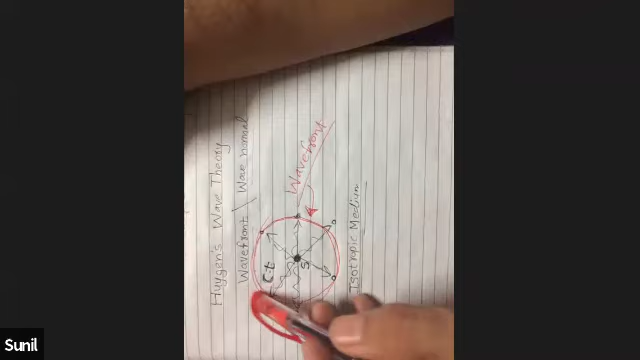 Huygen's Wave Theory
Wavefront / Wave normal
Wavefront
C.t
S
Isotropic Medium
Sunil